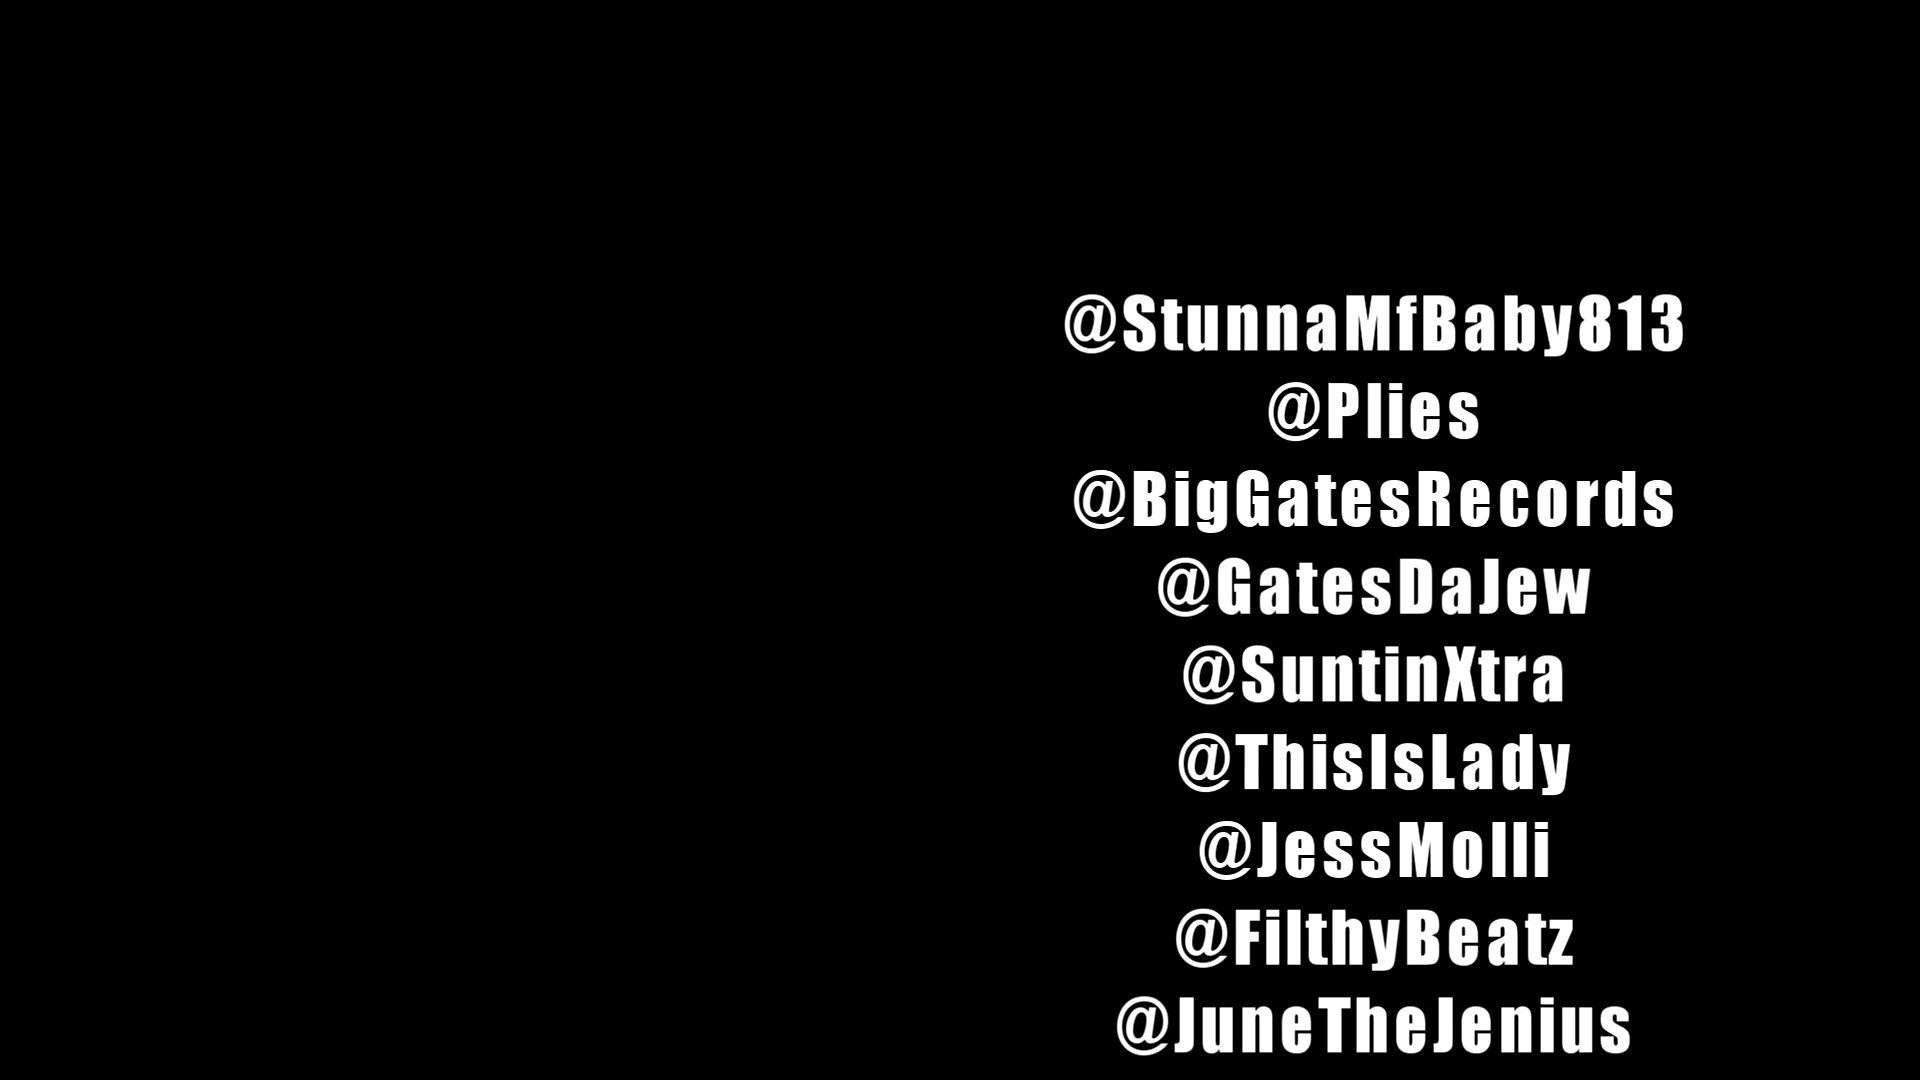 @StunnaMfBaby813
@Plies
@BigGatesRecords
@GatesDaJew
@SuntinXtra
@ThisIsLady
@JessMolli
@FilthyBeatz
@JuneTheJenius